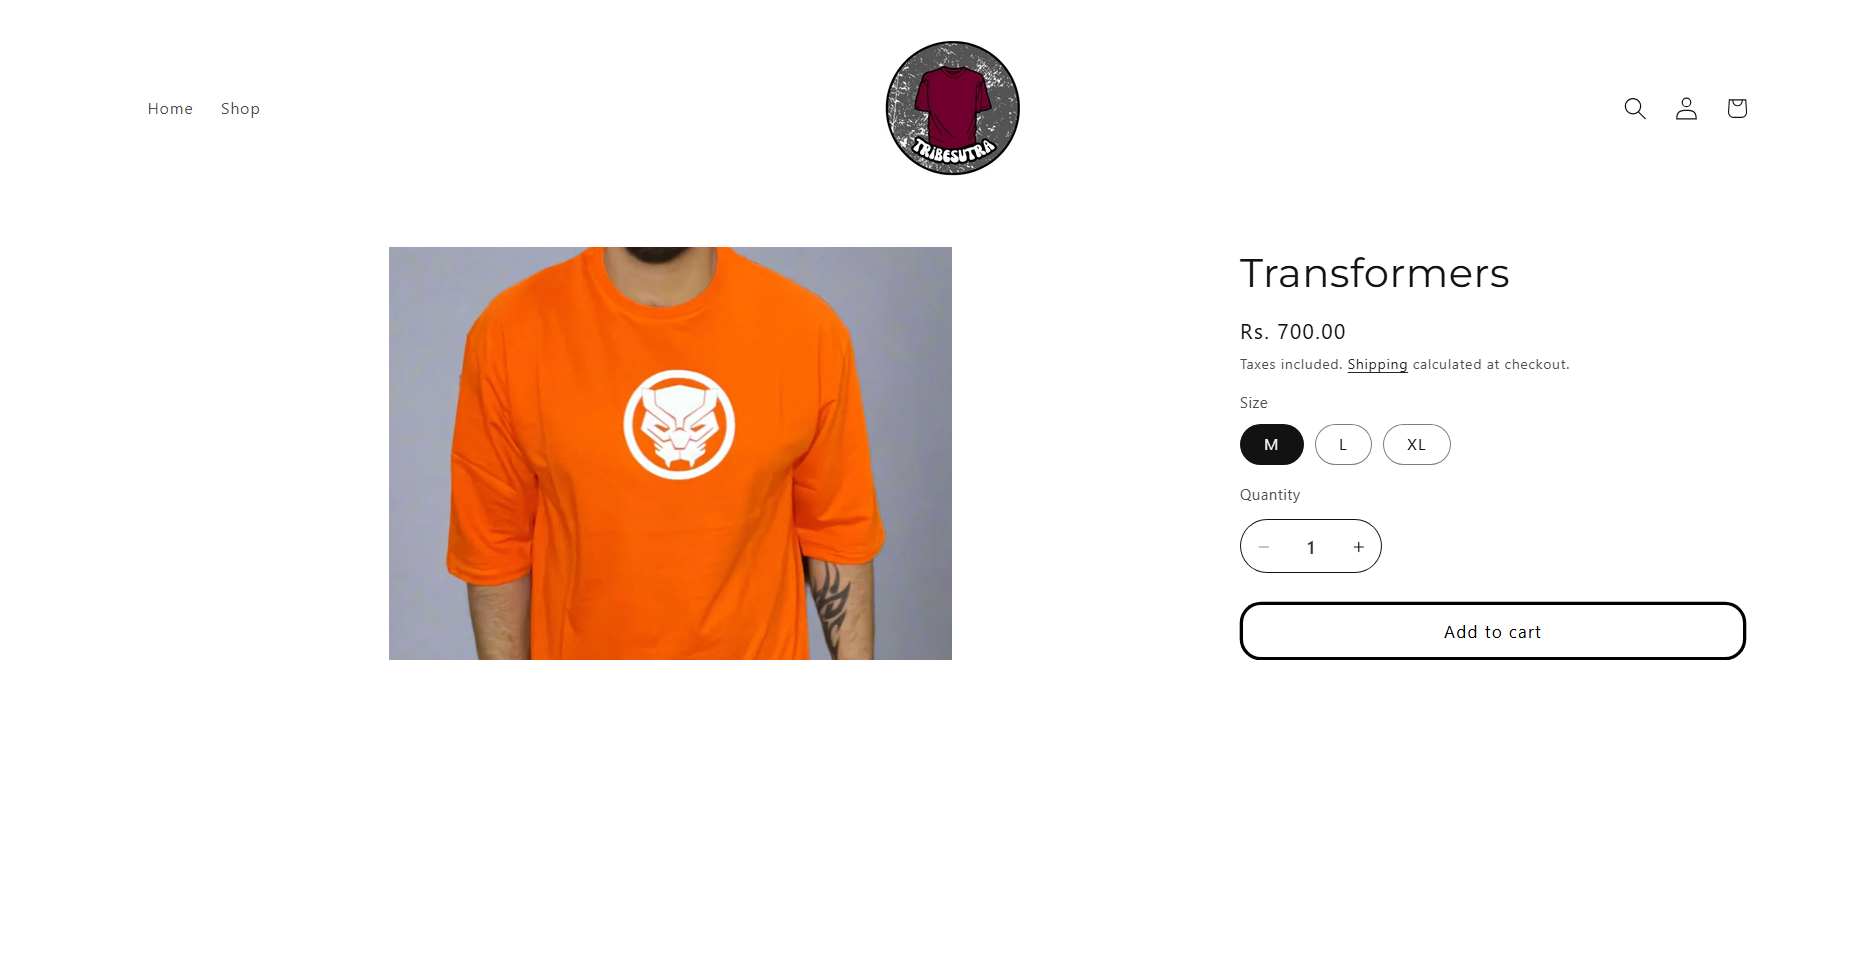 Home Shop
TRIBESUTRA
Transformers
Rs. 700.00
Taxes included. Shipping calculated at checkout.
Size
M L XL
Quantity
− 1 +
Add to cart